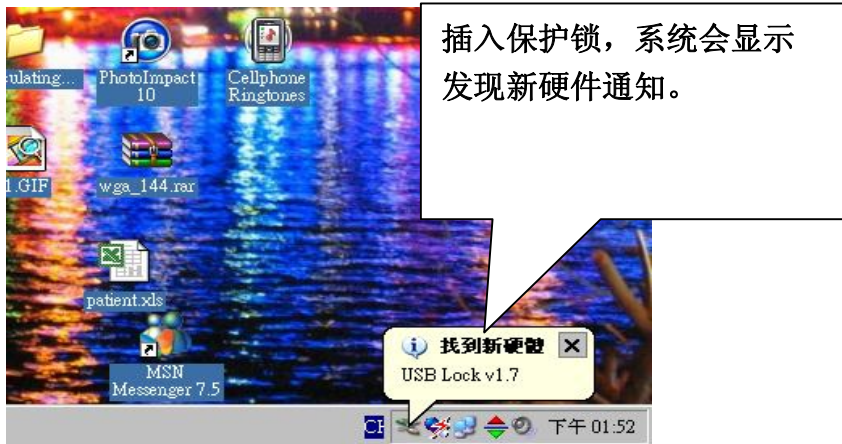 插入保护锁，系统会显示
发现新硬件通知。
culating...
PhotoImpact
10
Cellphone
Ringtones
1.GIF
wga_144.rar
patient.xls
MSN
Messenger 7.5
找到新硬體
USB Lock v1.7
CH
下午 01:52